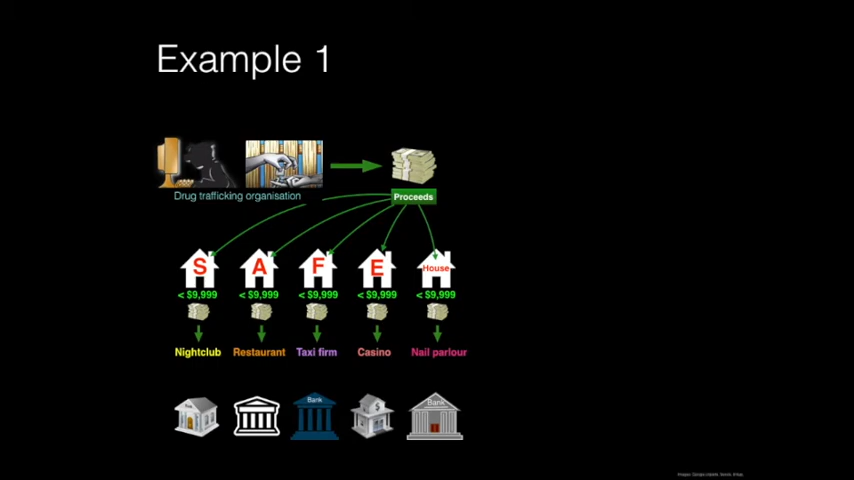 Example 1
Drug trafficking organisation
Proceeds
S A F E House
< $9,999 < $9,999 < $9,999 < $9,999 < $9,999
Nightclub Restaurant Taxi firm Casino Nail parlour
Bank Bank